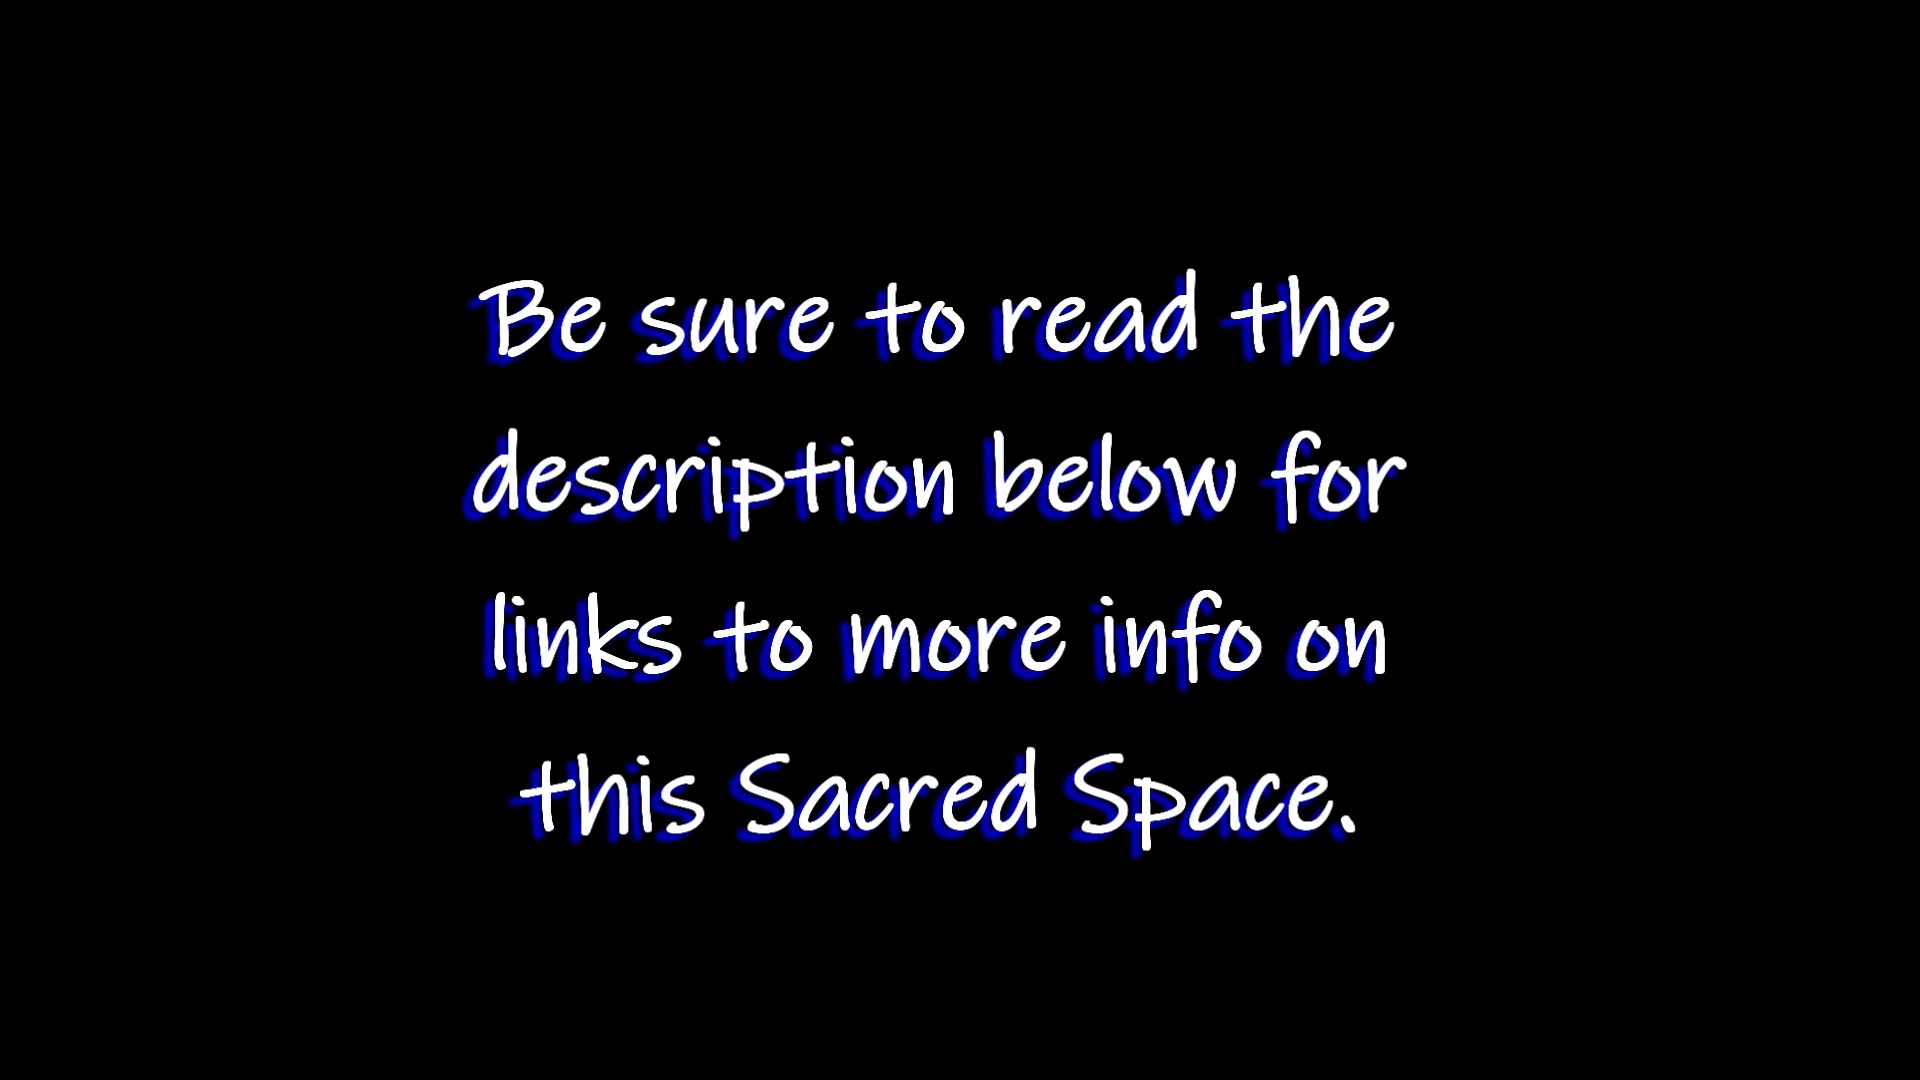 Be sure to read the
description below for
links to more info on
this Sacred Space.